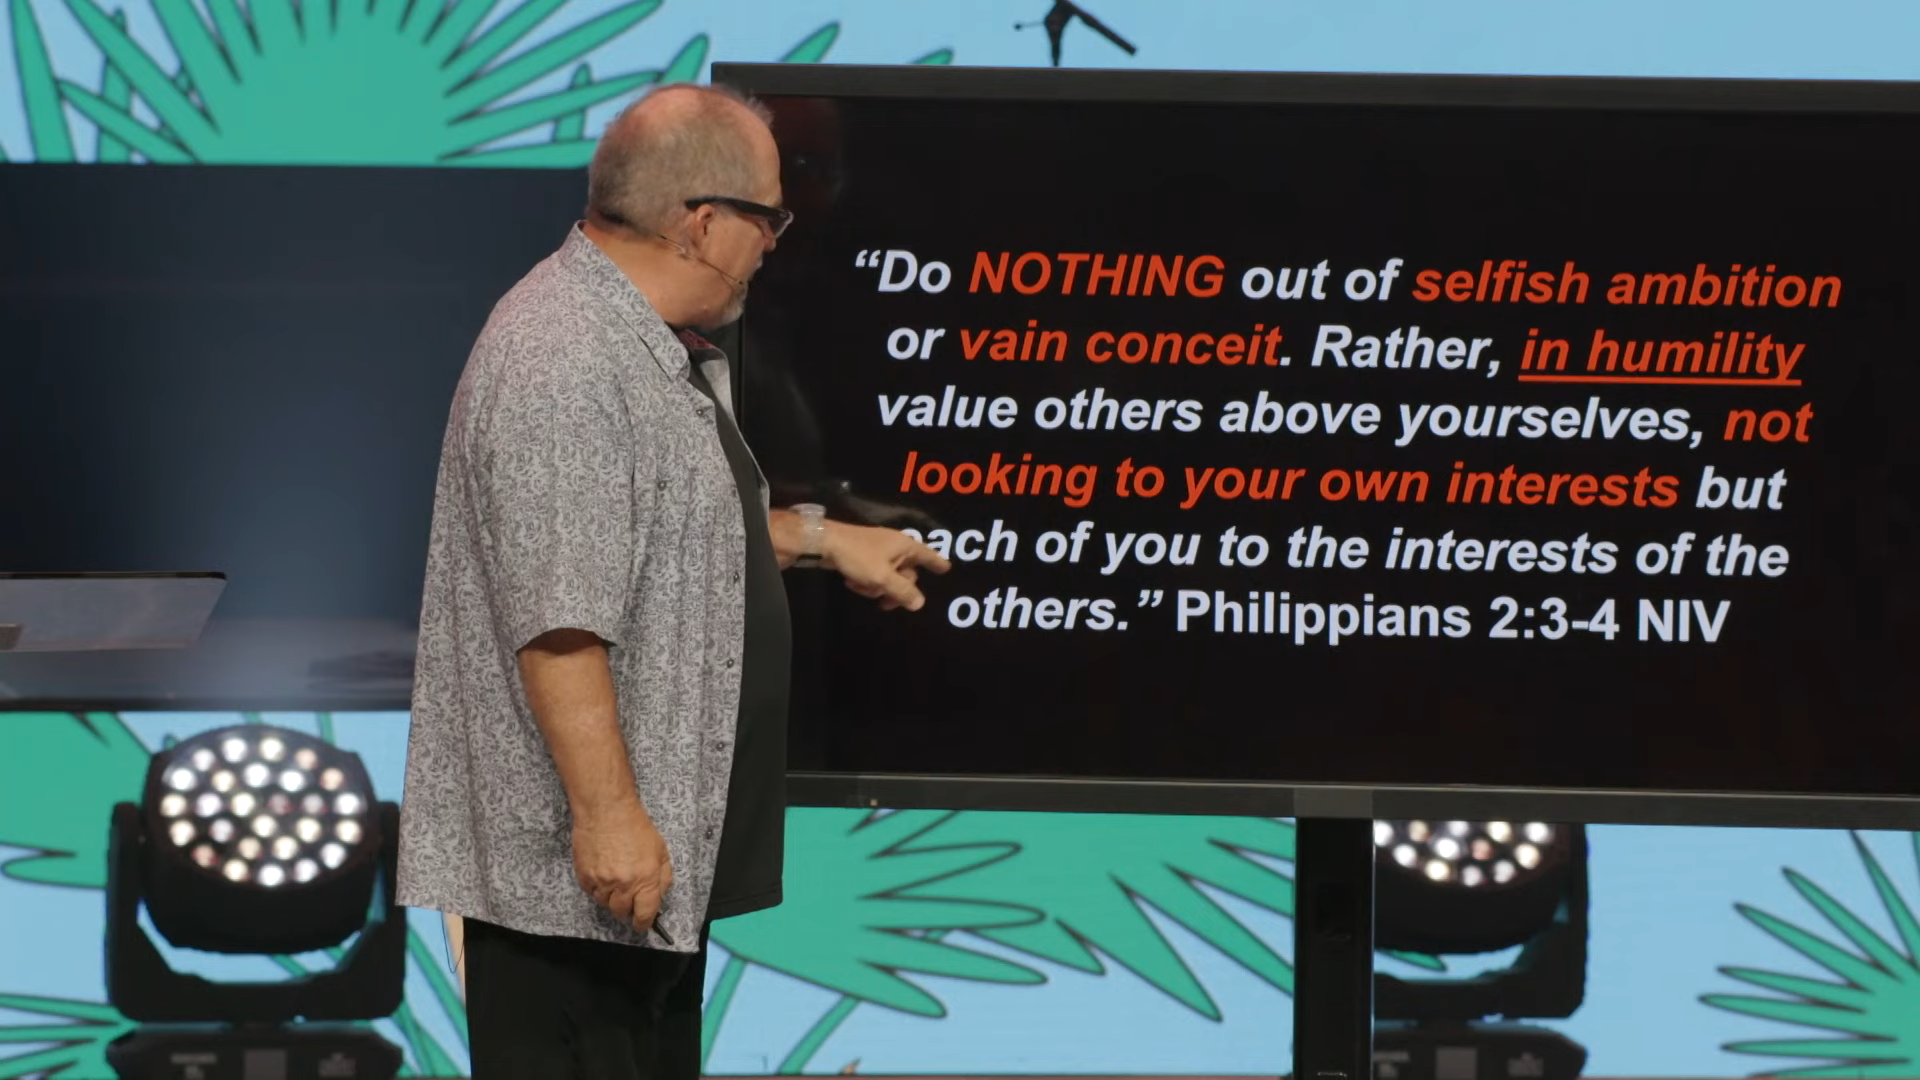 “Do NOTHING out of selfish ambition
or vain conceit. Rather, in humility
value others above yourselves, not
looking to your own interests but
each of you to the interests of the
others.” Philippians 2:3-4 NIV